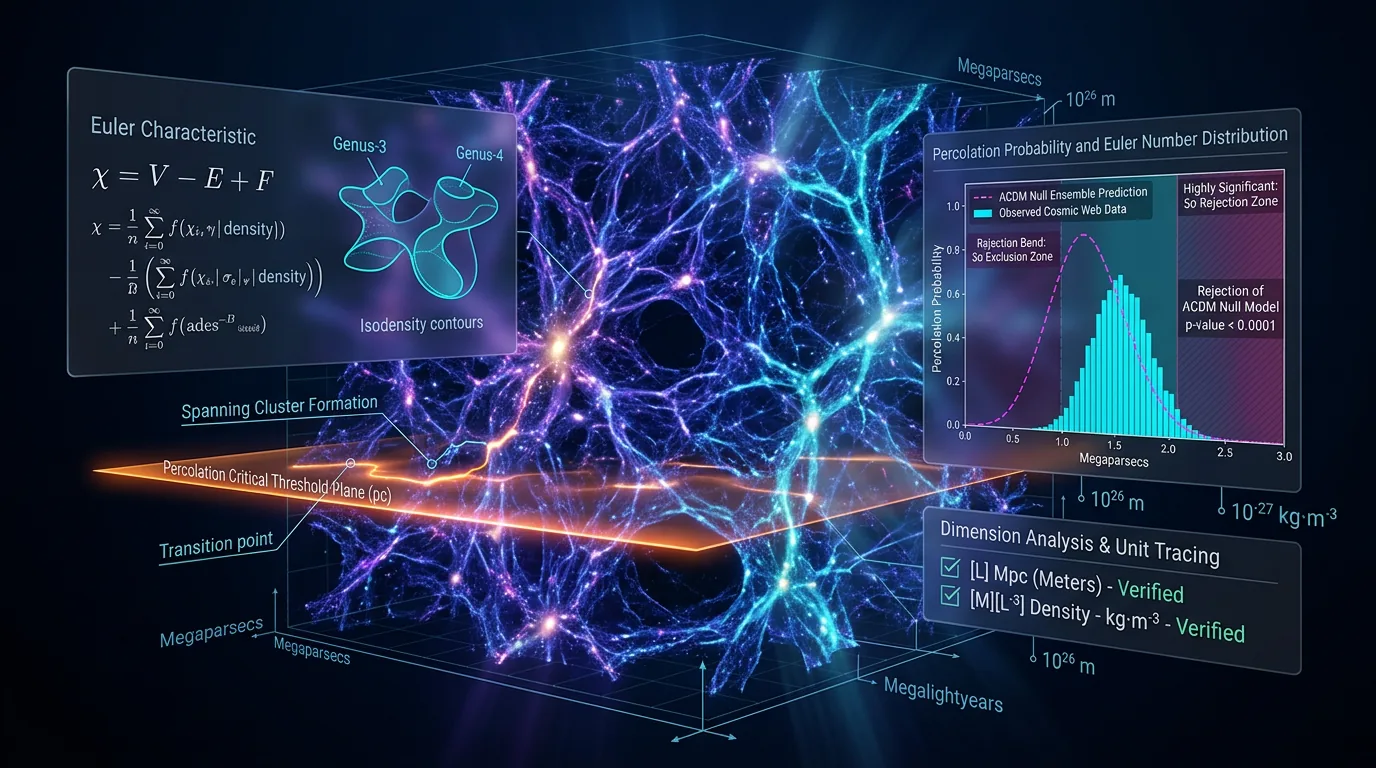 Euler Characteristic
χ = V − E + F
Genus-3
Genus-4
Isodensity contours
Spanning Cluster Formation
Percolation Critical Threshold Plane (pc)
Transition point
Megaparsecs
Megaparsecs
Megaparsecs
10²⁶ m
Percolation Probability and Euler Number Distribution
ΛCDM Null Ensemble Prediction
Observed Cosmic Web Data
Highly Significant:
So Rejection Zone
Rejection Bend:
So Exclusion Zone
Rejection of
ΛCDM Null Model
p-value < 0.0001
Percolation Probability
1.0
0.8
0.6
0.4
0.2
0.0
0.0 0.5 1.0 1.5 2.0 2.5 3.0
Megaparsecs
10²⁶ m
10⁻²⁷ kg·m⁻³
Dimension Analysis & Unit Tracing
[L] Mpc (Meters) - Verified
[M][L⁻³] Density - kg·m⁻³ - Verified
10²⁶ m
Megalightyears